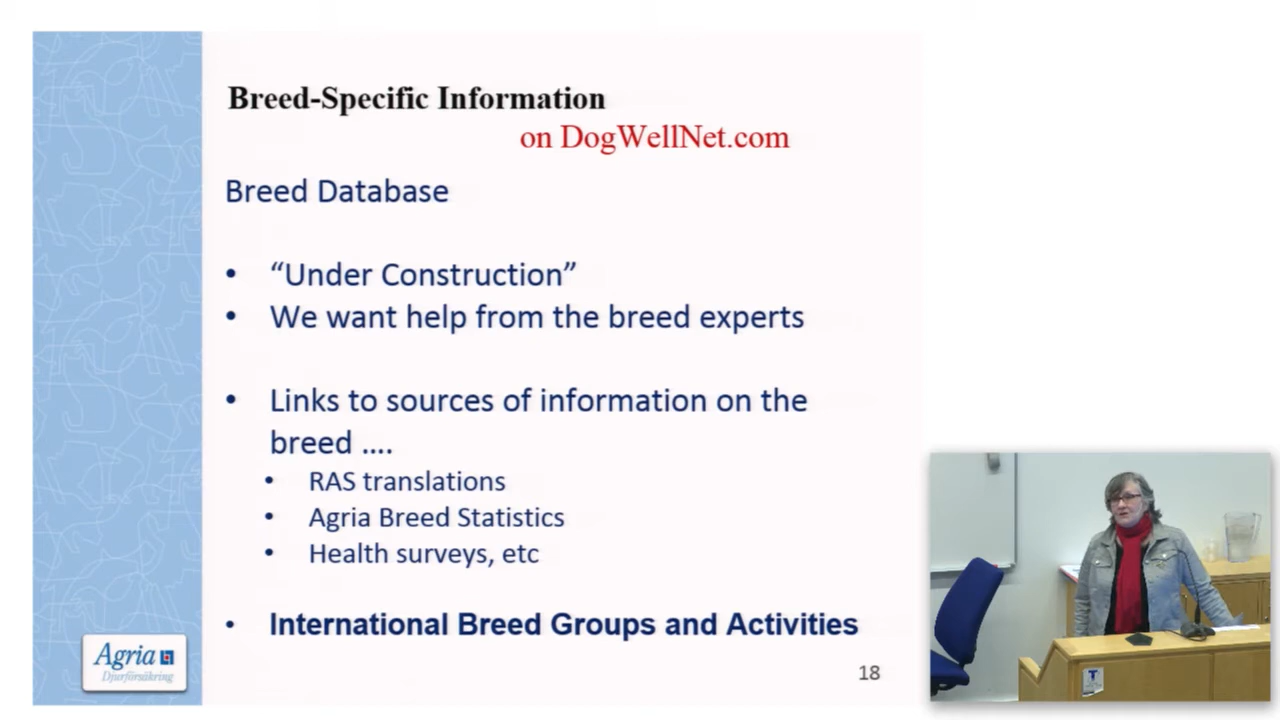 Breed-Specific Information
on DogWellNet.com
Breed Database
• “Under Construction”
• We want help from the breed experts
• Links to sources of information on the
breed ....
• RAS translations
• Agria Breed Statistics
• Health surveys, etc
• International Breed Groups and Activities
Agria
Djurförsäkring
18